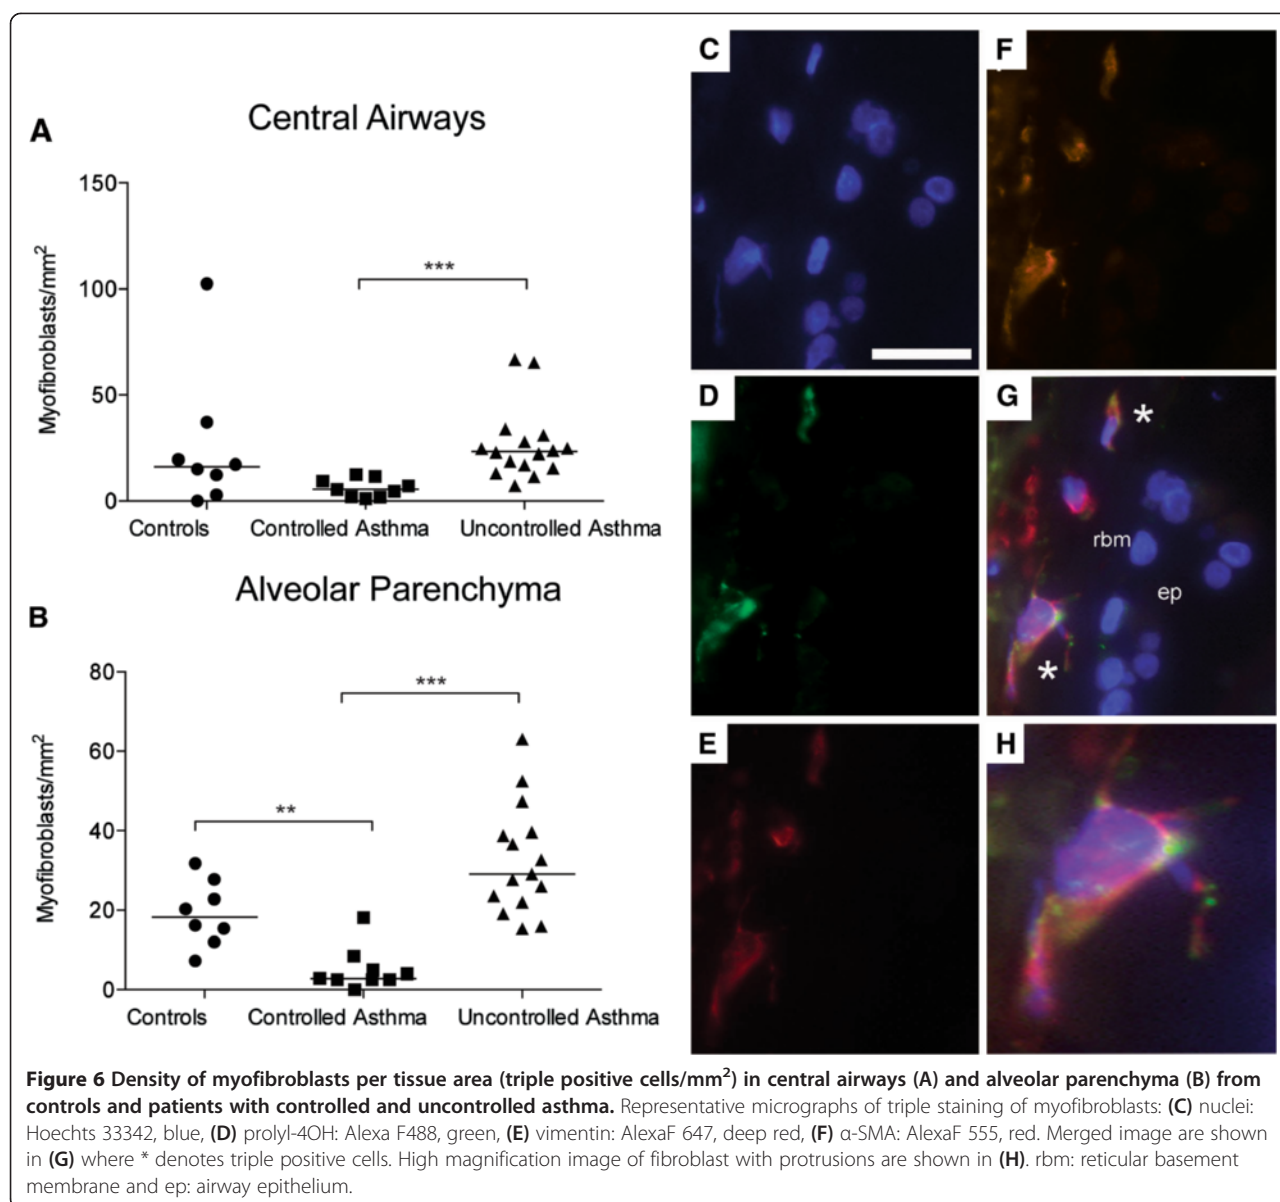 A
Central Airways
150
100
50
0
Myofibroblasts/mm²
***
Controls
Controlled Asthma
Uncontrolled Asthma
B
Alveolar Parenchyma
80
60
40
20
0
Myofibroblasts/mm²
**
***
Controls
Controlled Asthma
Uncontrolled Asthma
C
F
D
G
*
rbm
ep
*
E
H
Figure 6 Density of myofibroblasts per tissue area (triple positive cells/mm²) in central airways (A) and alveolar parenchyma (B) from
controls and patients with controlled and uncontrolled asthma. Representative micrographs of triple staining of myofibroblasts: (C) nuclei:
Hoechts 33342, blue, (D) prolyl-4OH: Alexa F488, green, (E) vimentin: AlexaF 647, deep red, (F) α-SMA: AlexaF 555, red. Merged image are shown
in (G) where * denotes triple positive cells. High magnification image of fibroblast with protrusions are shown in (H). rbm: reticular basement
membrane and ep: airway epithelium.